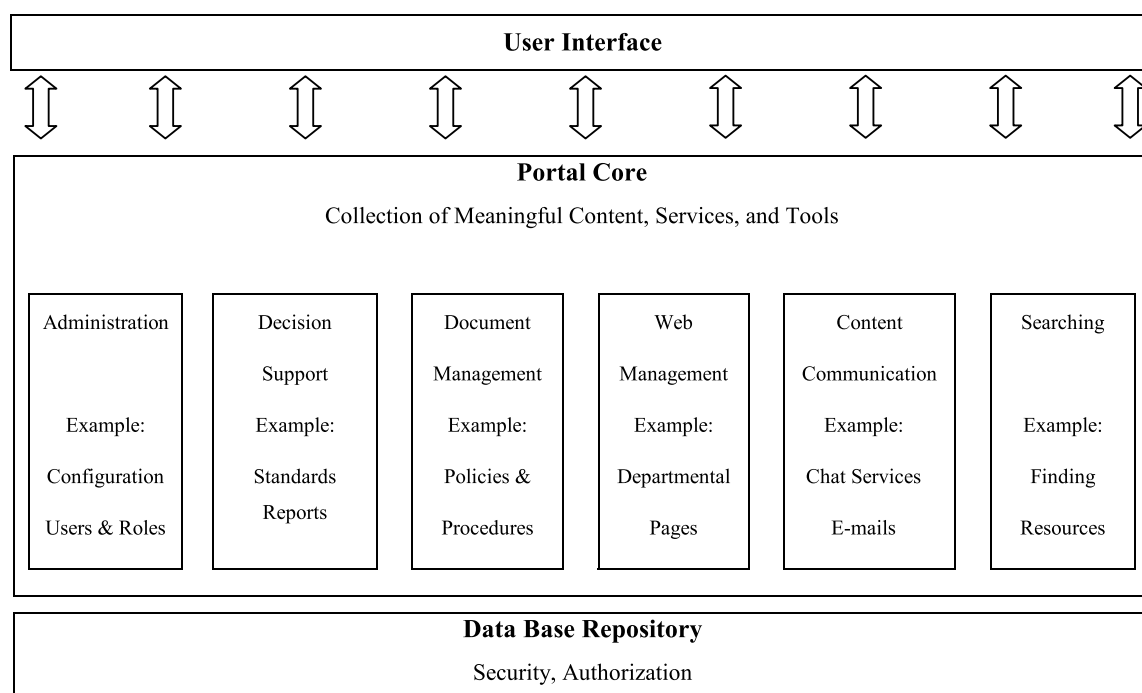 User Interface
Portal Core
Collection of Meaningful Content, Services, and Tools
Administration
Example:
Configuration
Users & Roles
Decision
Support
Example:
Standards
Reports
Document
Management
Example:
Policies &
Procedures
Web
Management
Example:
Departmental
Pages
Content
Communication
Example:
Chat Services
E-mails
Searching
Example:
Finding
Resources
Data Base Repository
Security, Authorization